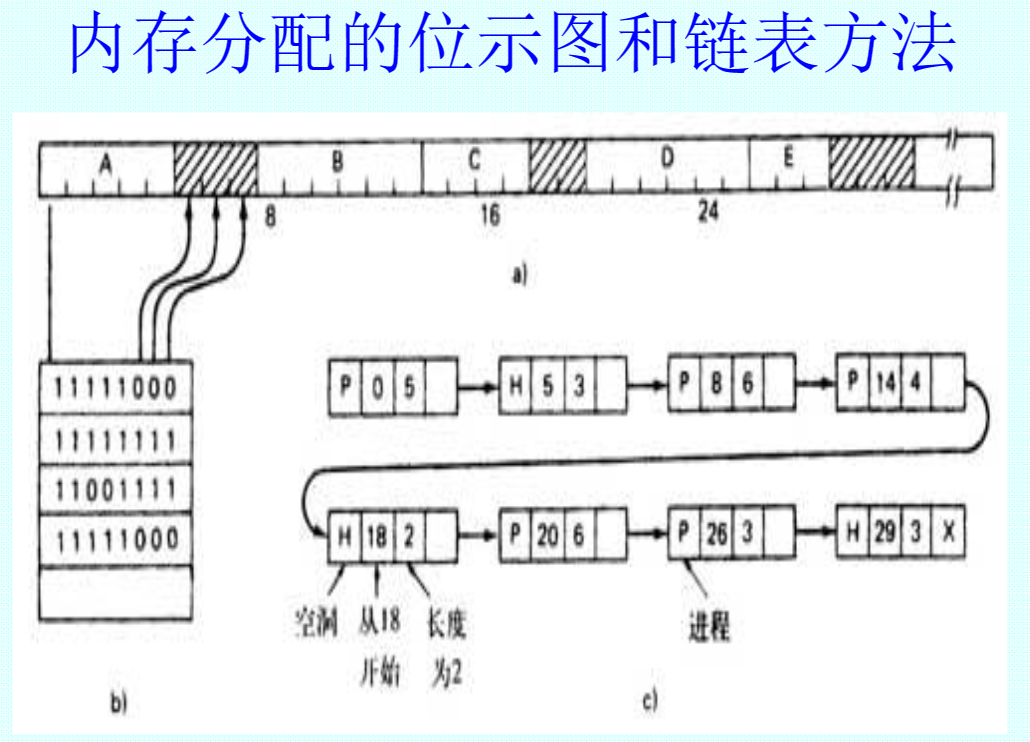 内存分配的位示图和链表方法
A B C D E
8 16 24
a)
11111000
11111111
11001111
11111000
P 0 5 H 5 3 P 8 6 P 14 4
H 18 2 P 20 6 P 26 3 H 29 3 X
空洞 从18 长度 进程
开始 为2
b) c)